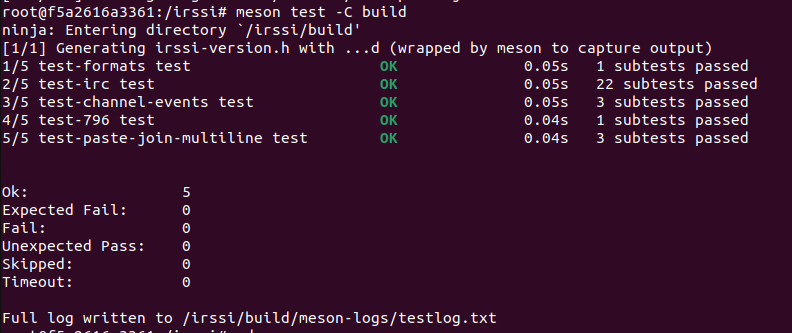 root@f5a2616a3361:/irssi# meson test -C build
ninja: Entering directory `/irssi/build'
[1/1] Generating irssi-version.h with ...d (wrapped by meson to capture output)
1/5 test-formats test                     OK              0.05s   1 subtests passed
2/5 test-irc test                         OK              0.05s   22 subtests passed
3/5 test-channel-events test              OK              0.05s   3 subtests passed
4/5 test-796 test                         OK              0.04s   1 subtests passed
5/5 test-paste-join-multiline test        OK              0.04s   3 subtests passed
Ok:                 5
Expected Fail:      0
Fail:               0
Unexpected Pass:    0
Skipped:            0
Timeout:            0
Full log written to /irssi/build/meson-logs/testlog.txt